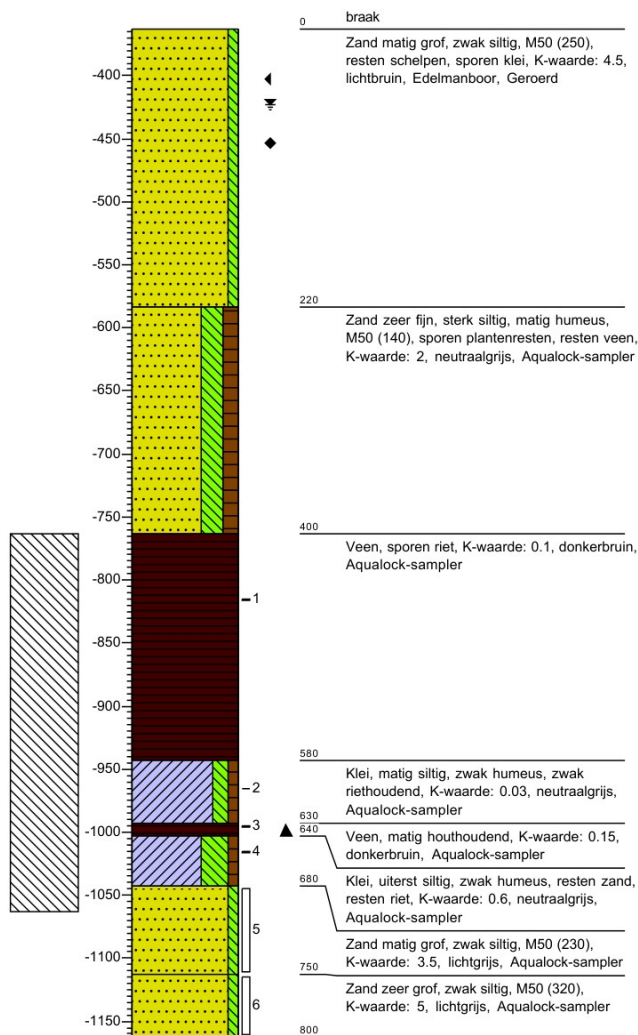 0
braak
Zand matig grof, zwak siltig, M50 (250),
resten schelpen, sporen klei, K-waarde: 4.5,
lichtbruin, Edelmanboor, Geroerd
-400
-450
-500
-550
220
Zand zeer fijn, sterk siltig, matig humeus,
M50 (140), sporen plantenresten, resten veen,
K-waarde: 2, neutraalgrijs, Aqualock-sampler
-600
-650
-700
-750
400
Veen, sporen riet, K-waarde: 0.1, donkerbruin,
Aqualock-sampler
-800
1
-850
-900
580
Klei, matig siltig, zwak humeus, zwak
riethoudend, K-waarde: 0.03, neutraalgrijs,
Aqualock-sampler
-950
2
630
3
-1000
640
Veen, matig houthoudend, K-waarde: 0.15,
donkerbruin, Aqualock-sampler
4
680
Klei, uiterst siltig, zwak humeus, resten zand,
resten riet, K-waarde: 0.6, neutraalgrijs,
Aqualock-sampler
-1050
5
Zand matig grof, zwak siltig, M50 (230),
K-waarde: 3.5, lichtgrijs, Aqualock-sampler
-1100
750
Zand zeer grof, zwak siltig, M50 (320),
K-waarde: 5, lichtgrijs, Aqualock-sampler
6
-1150
800